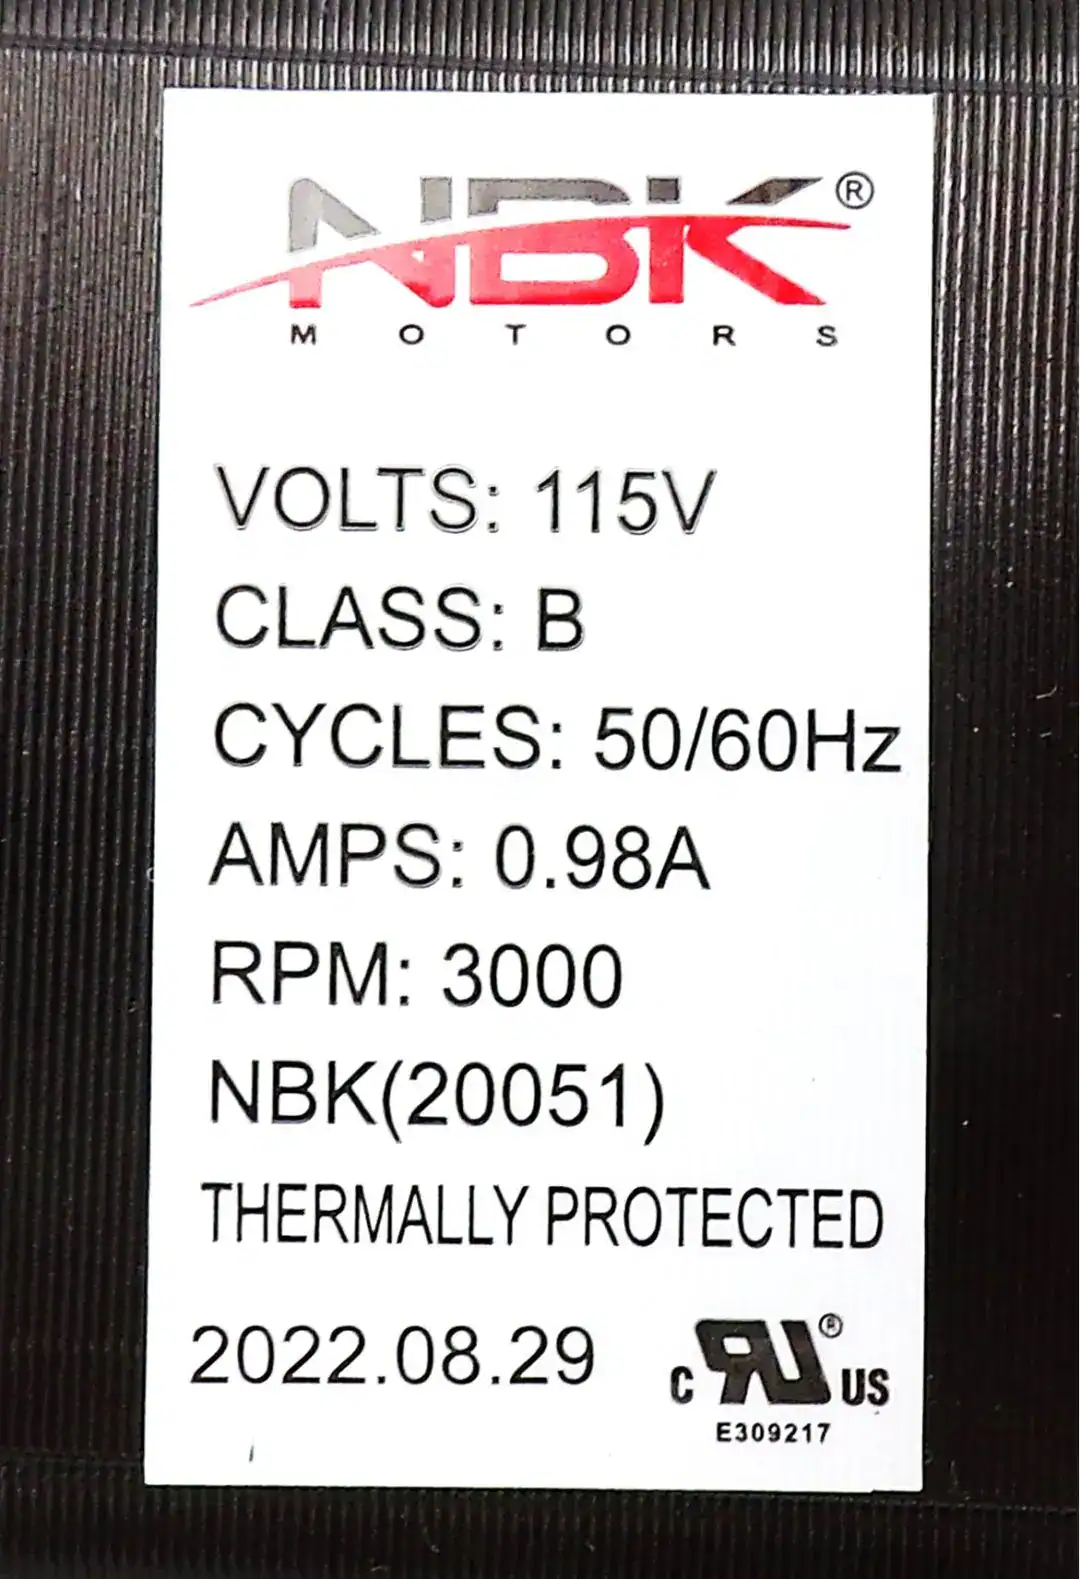 NBK®
MOTORS
VOLTS: 115V
CLASS: B
CYCLES: 50/60Hz
AMPS: 0.98A
RPM: 3000
NBK(20051)
THERMALLY PROTECTED
2022.08.29
C RU® US
E309217